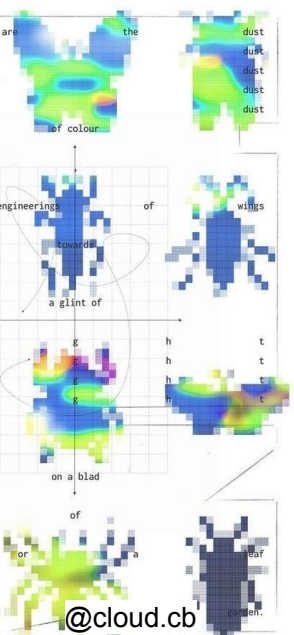 are the dust
dust
dust
dust
dust
of colour
engineerings of wings
towards
a glint of
g h t
g h t
g h t
g h t
on a blad
of
or a leaf
garden.
@cloud.cb